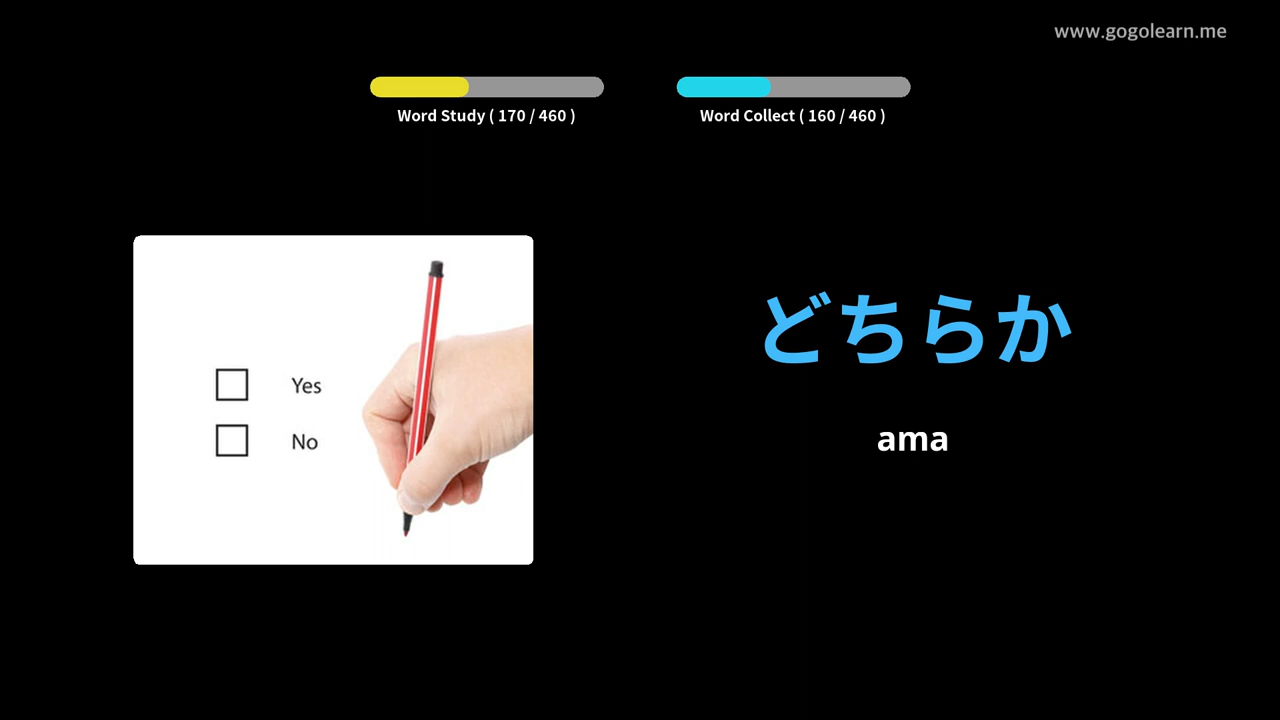 www.gogolearn.me
Word Study ( 170 / 460 )
Word Collect ( 160 / 460 )
Yes
No
どちらか
ama